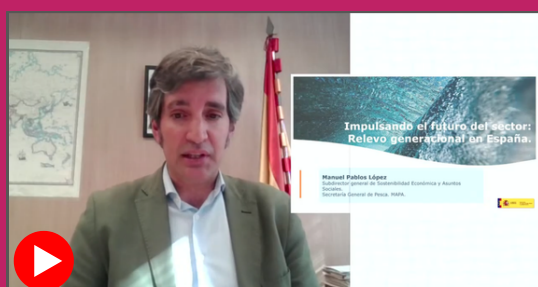 Impulsando el futuro del sector:
Relevo generacional en España.
Manuel Pablos López
Subdirector general de Sostenibilidad Económica y Asuntos
Sociales.
Secretaría General de Pesca. MAPA.